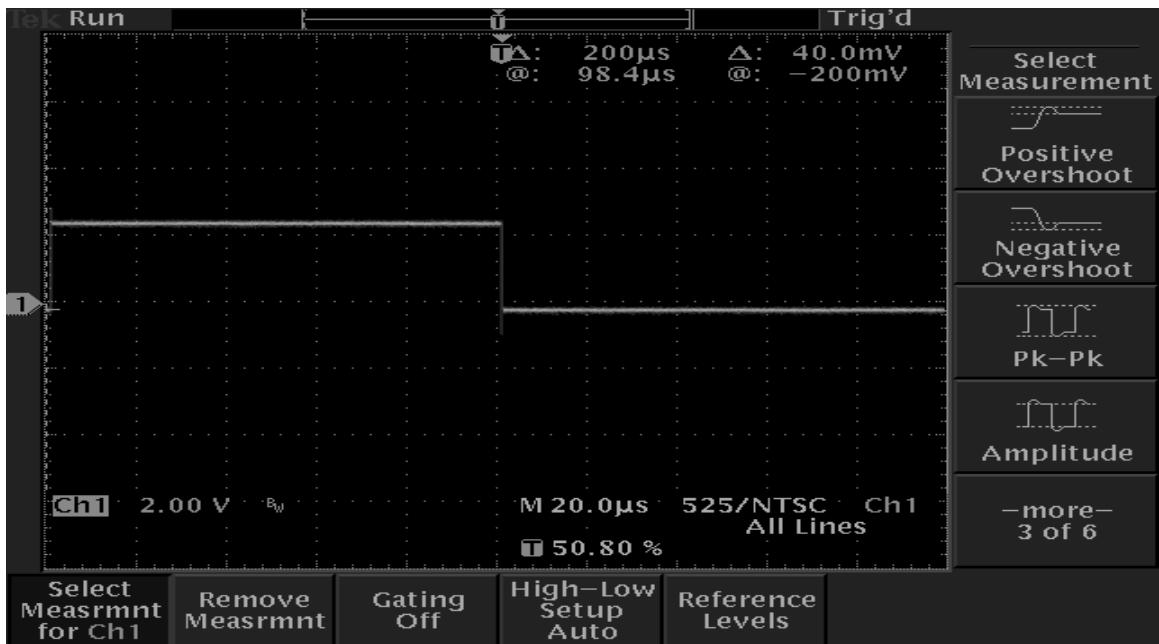 Tek Run Trig'd
T
T Δ: 200µs Δ: 40.0mV
@: 98.4µs @: −200mV
1
Ch1 2.00 V BW M 20.0µs 525/NTSC Ch1
All Lines
T 50.80 %
Select
Measurement
Positive
Overshoot
Negative
Overshoot
Pk−Pk
Amplitude
−more−
3 of 6
Select
Measrmnt
for Ch1
Remove
Measrmnt
Gating
Off
High−Low
Setup
Auto
Reference
Levels